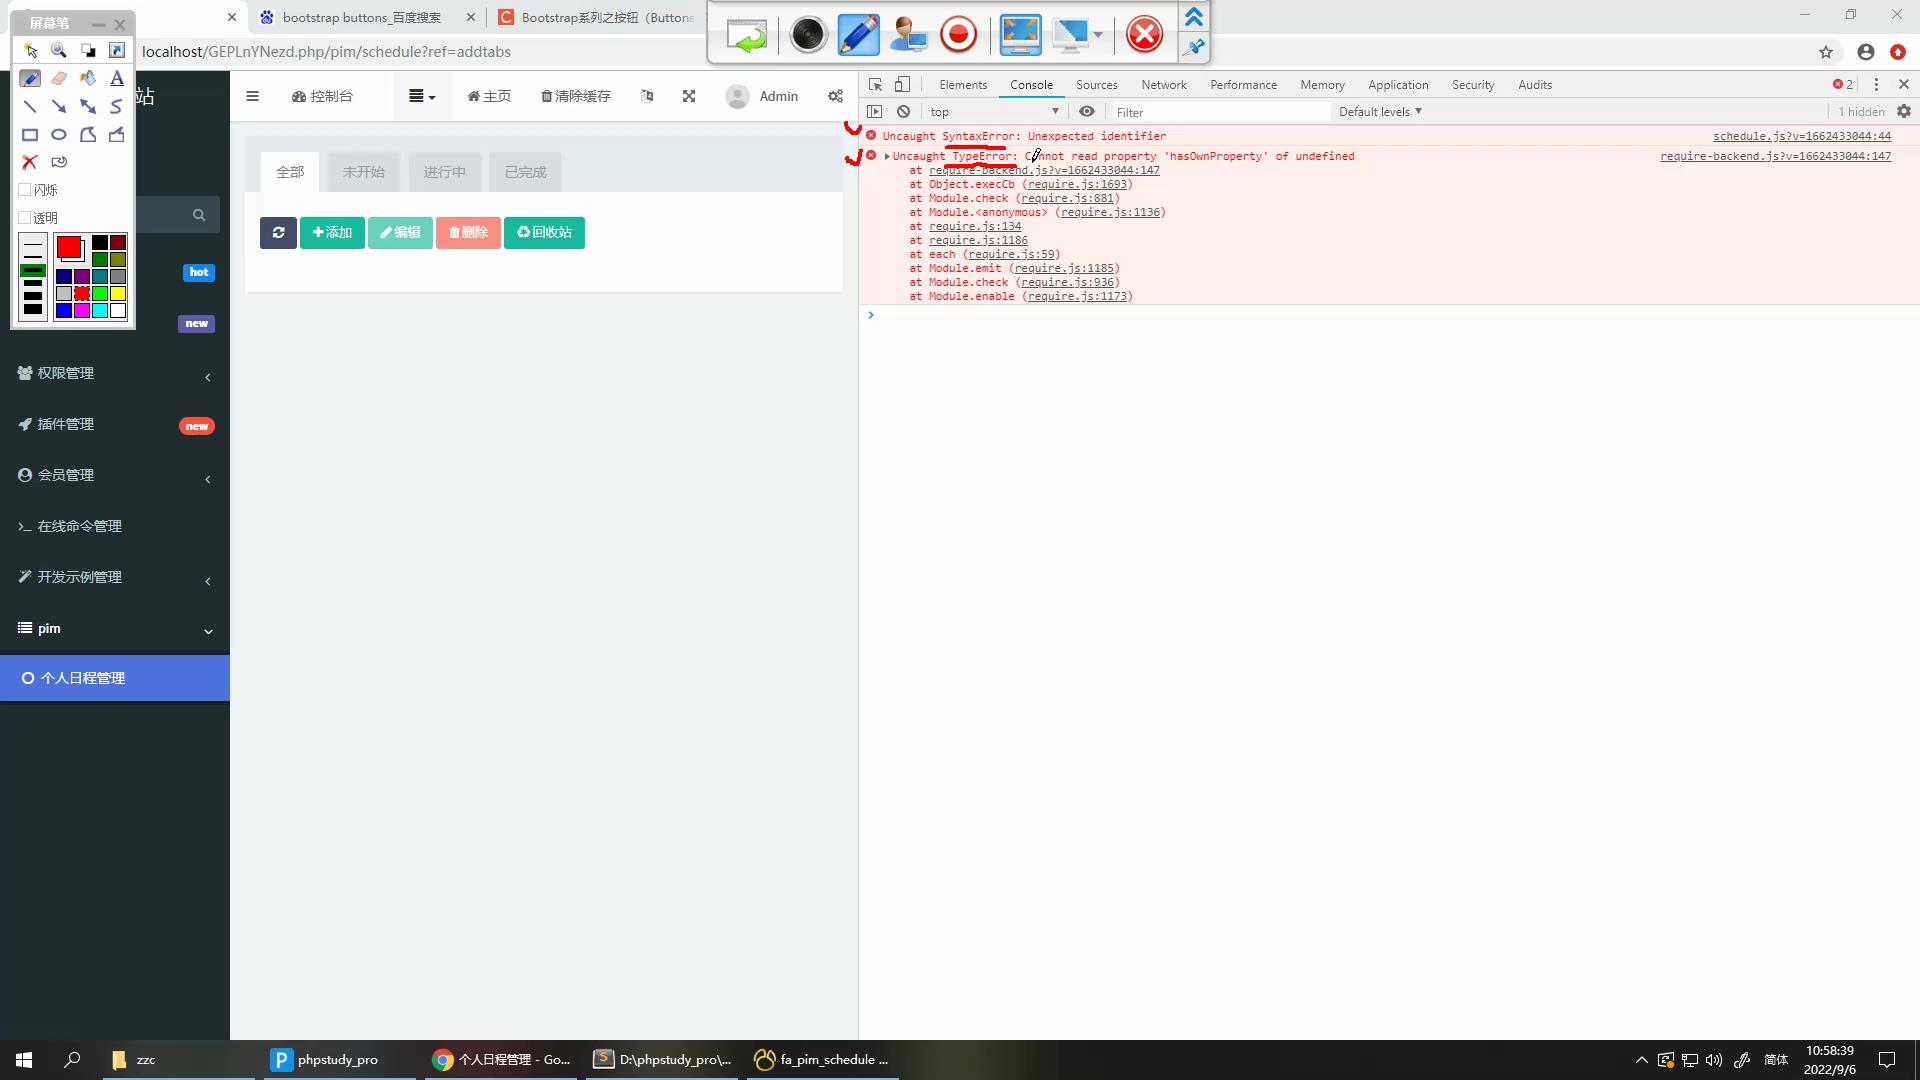 屏幕笔
bootstrap buttons_百度搜索
Bootstrap系列之按钮（Buttons
localhost/GEPLnYNezd.php/pim/schedule?ref=addtabs
站
控制台
主页
清除缓存
Admin
Elements
Console
Sources
Network
Performance
Memory
Application
Security
Audits
2
top
Filter
Default levels
1 hidden
Uncaught SyntaxError: Unexpected identifier
schedule.js?v=1662433044:44
Uncaught TypeError: Cannot read property 'hasOwnProperty' of undefined
require-backend.js?v=1662433044:147
at require-backend.js?v=1662433044:147
at Object.execCb (require.js:1693)
at Module.check (require.js:881)
at Module.<anonymous> (require.js:1136)
at require.js:134
at require.js:1186
at each (require.js:59)
at Module.emit (require.js:1185)
at Module.check (require.js:936)
at Module.enable (require.js:1173)
全部
未开始
进行中
已完成
添加
编辑
删除
回收站
闪烁
透明
hot
new
权限管理
插件管理
new
会员管理
在线命令管理
开发示例管理
pim
个人日程管理
zzc
phpstudy_pro
个人日程管理 - Go...
D:\phpstudy_pro\...
fa_pim_schedule ...
简体
10:58:39
2022/9/6